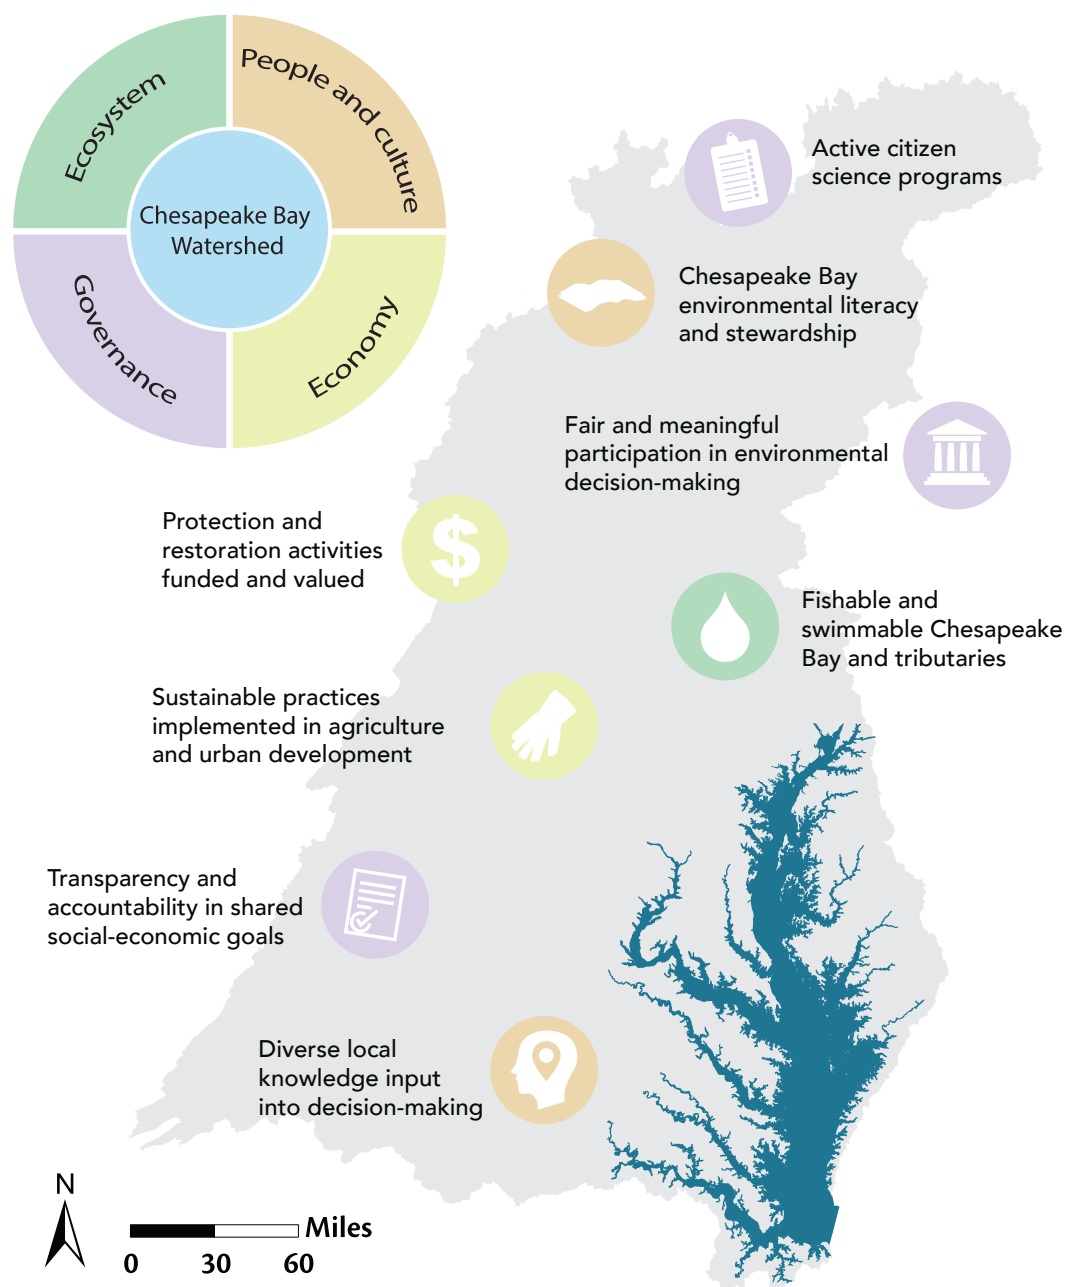 Ecosystem
People and culture
Chesapeake Bay
Watershed
Governance
Economy
Active citizen
science programs
Chesapeake Bay
environmental literacy
and stewardship
Fair and meaningful
participation in environmental
decision-making
Protection and
restoration activities
funded and valued
$
Fishable and
swimmable Chesapeake
Bay and tributaries
Sustainable practices
implemented in agriculture
and urban development
Transparency and
accountability in shared
social-economic goals
Diverse local
knowledge input
into decision-making
N
Miles
0 30 60